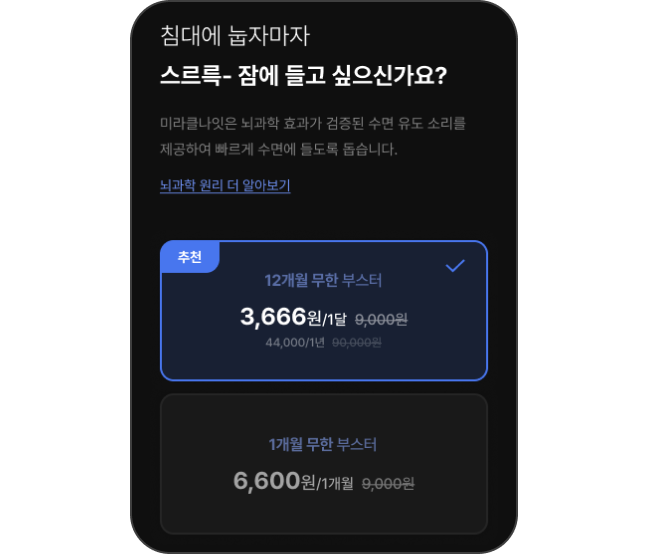 침대에 눕자마자
스르륵- 잠에 들고 싶으신가요?
미라클나잇은 뇌과학 효과가 검증된 수면 유도 소리를
제공하여 빠르게 수면에 들도록 돕습니다.
뇌과학 원리 더 알아보기
추천
12개월 무한 부스터
3,666원/1달 9,000원
44,000/1년 90,000원
1개월 무한 부스터
6,600원/1개월 9,000원